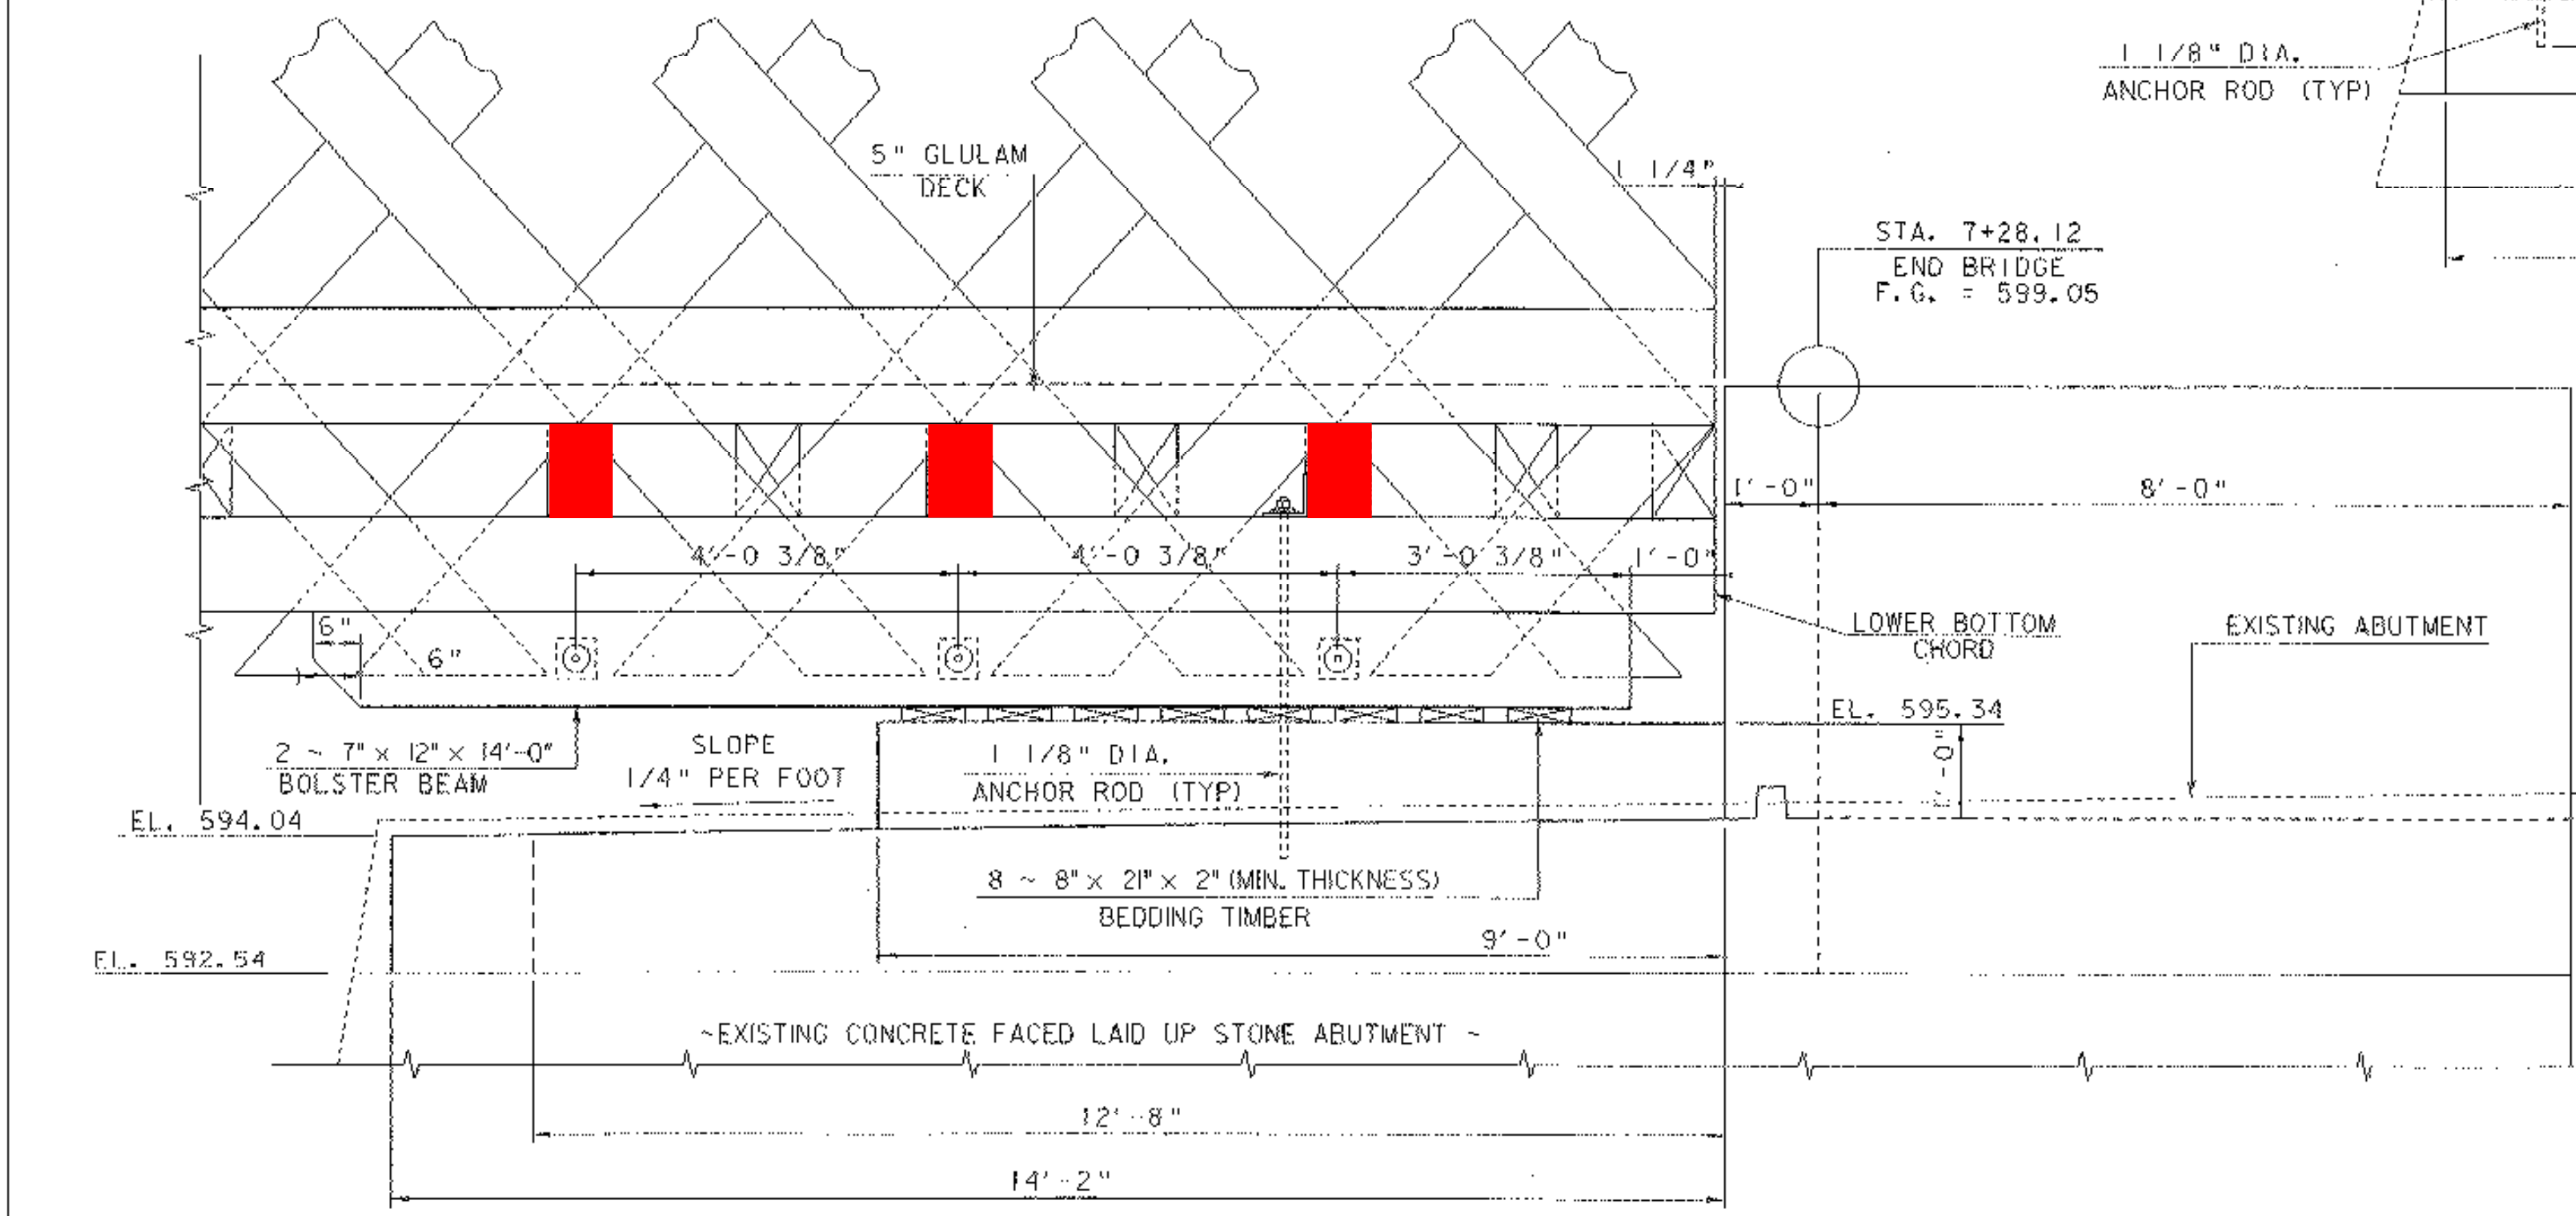 1 1/8" DIA.
ANCHOR ROD (TYP)
5" GLULAM
DECK
1 1/4"
STA. 7+28.12
END BRIDGE
F.G. = 599.05
1'-0"
8'-0"
4'-0 3/8"
4'-0 3/8"
3'-0 3/8"
1'-0"
6"
6"
LOWER BOTTOM
CHORD
EXISTING ABUTMENT
EL. 595.34
2 ~ 7" x 12" x 14'-0"
BOLSTER BEAM
SLOPE
1/4" PER FOOT
1 1/8" DIA.
ANCHOR ROD (TYP)
EL. 594.04
8 ~ 8" x 21" x 2" (MIN. THICKNESS)
BEDDING TIMBER
9'-0"
EL. 592.54
~EXISTING CONCRETE FACED LAID UP STONE ABUTMENT ~
12'-8"
14'-2"